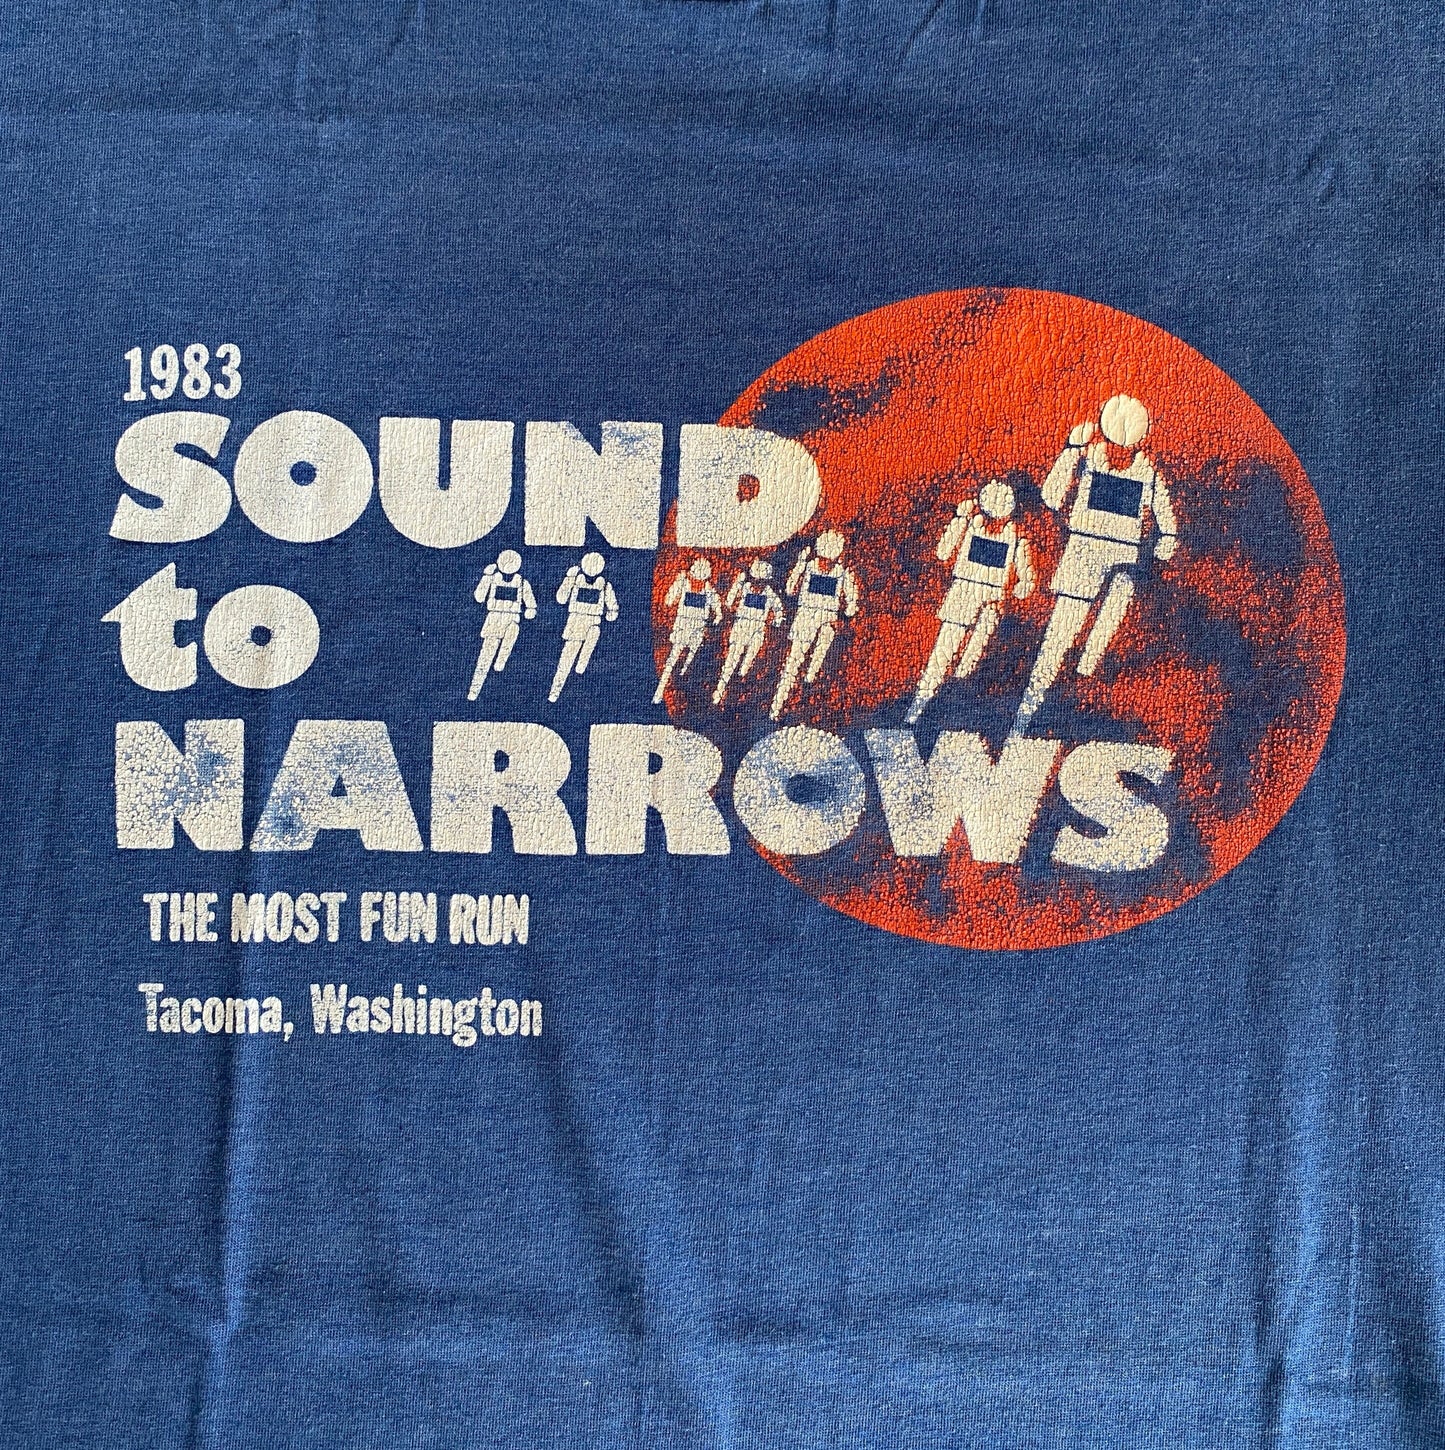 1983
SOUND
to
NARROWS
THE MOST FUN RUN
Tacoma, Washington